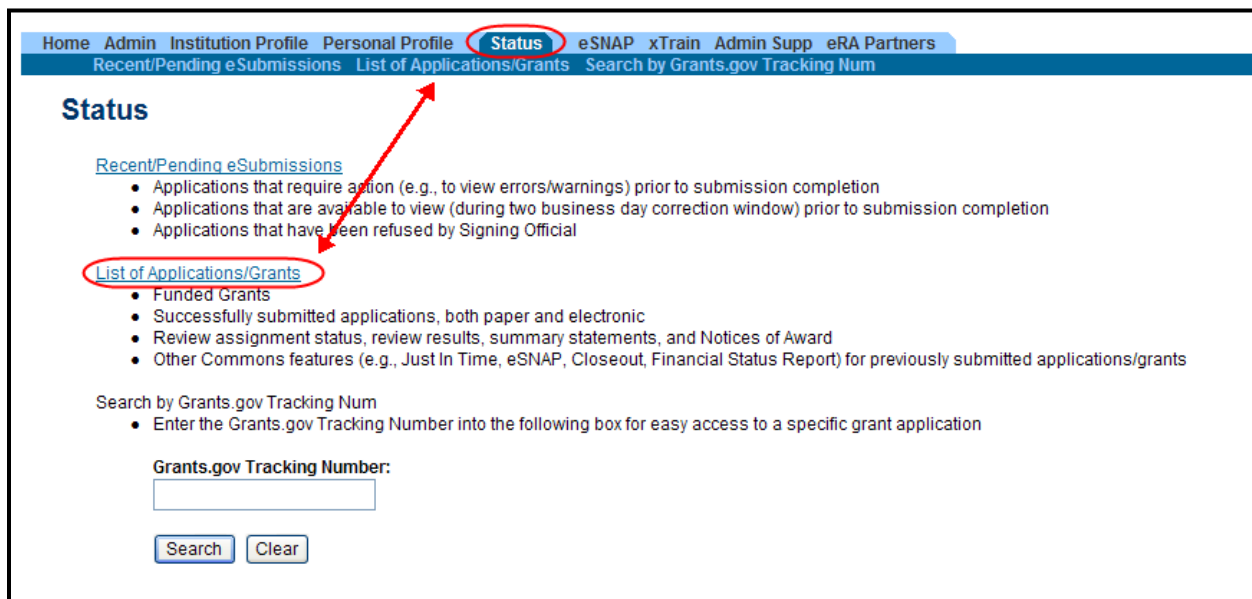 Home Admin Institution Profile Personal Profile Status eSNAP xTrain Admin Supp eRA Partners
Recent/Pending eSubmissions List of Applications/Grants Search by Grants.gov Tracking Num
Status
Recent/Pending eSubmissions
• Applications that require action (e.g., to view errors/warnings) prior to submission completion
• Applications that are available to view (during two business day correction window) prior to submission completion
• Applications that have been refused by Signing Official
List of Applications/Grants
• Funded Grants
• Successfully submitted applications, both paper and electronic
• Review assignment status, review results, summary statements, and Notices of Award
• Other Commons features (e.g., Just In Time, eSNAP, Closeout, Financial Status Report) for previously submitted applications/grants
Search by Grants.gov Tracking Num
• Enter the Grants.gov Tracking Number into the following box for easy access to a specific grant application
Grants.gov Tracking Number:
Search Clear